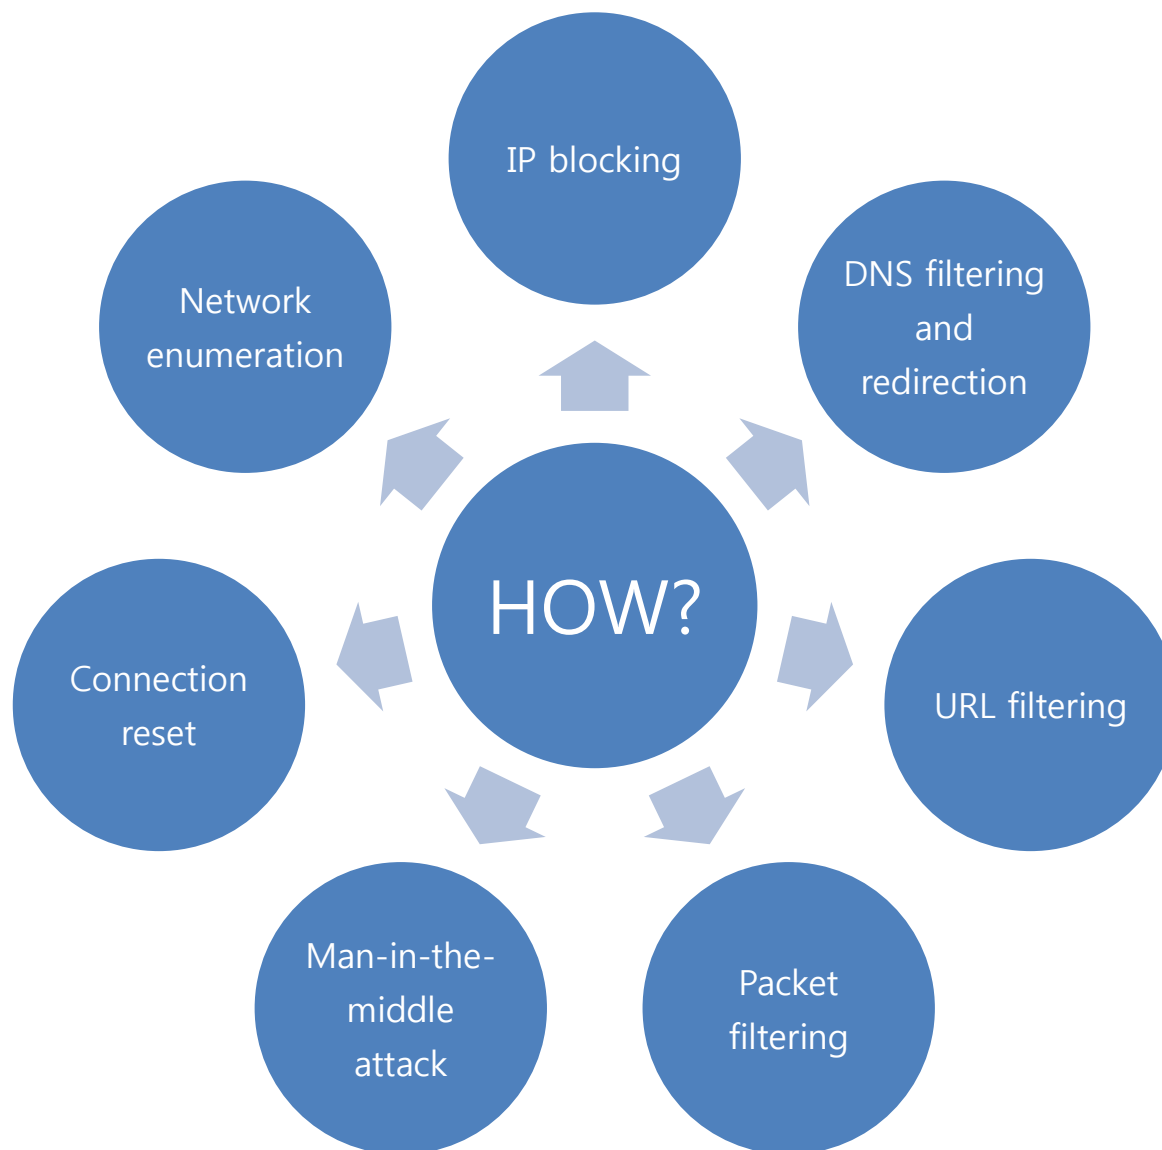 IP blocking
DNS filtering
and
redirection
URL filtering
Packet
filtering
Man-in-the-
middle
attack
Connection
reset
Network
enumeration
HOW?